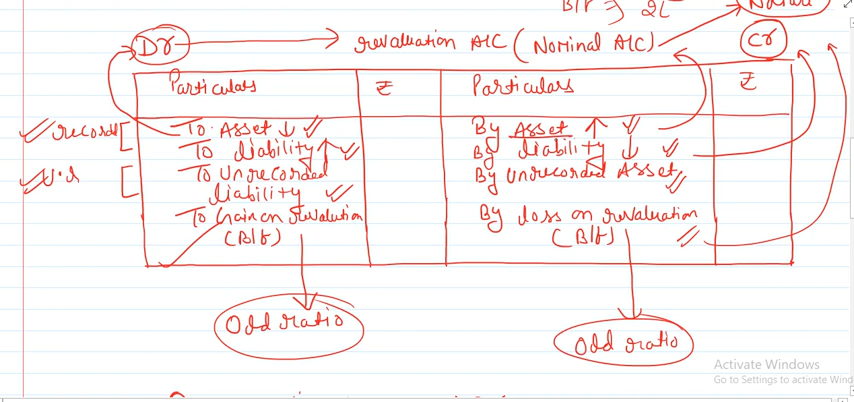 B/f ⇒ 2(
Dr → revaluation A/C (Nominal A/C) Cr
Particulars ₹ Particulars ₹
✓ record [ To Asset ↓ ✓ By Asset ↑ ✓
To liability ↑ ✓ By liability ↓ ✓
✓ U.R [ To Unrecorded By Unrecorded Asset ✓
liability ✓
To Gain on revaluation By loss on revaluation
(B/f) (B/f) ✓
Odd ratio Odd ratio
Activate Windows
Go to Settings to activate Wind